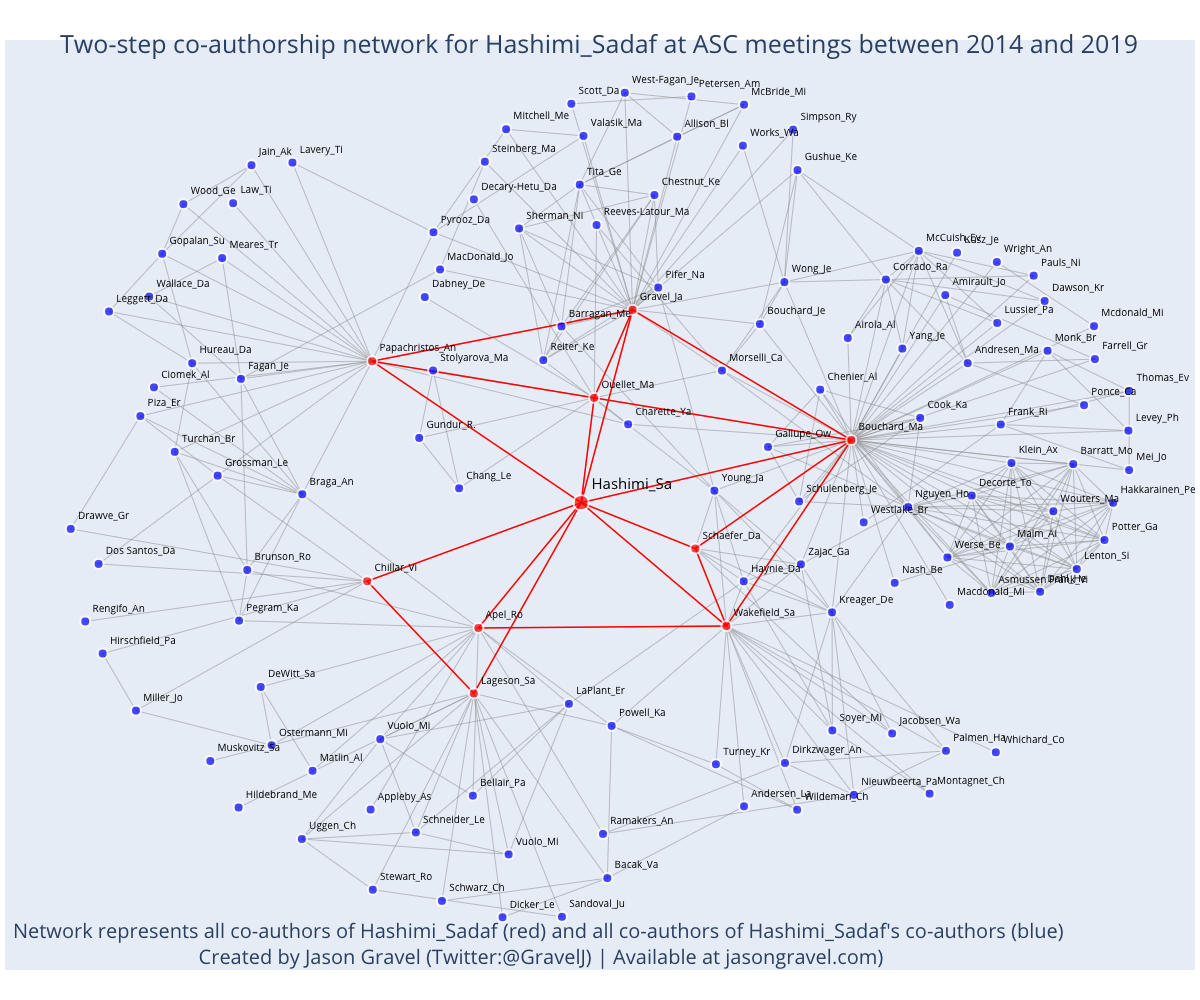 Two-step co-authorship network for Hashimi_Sadaf at ASC meetings between 2014 and 2019
West-Fagan_Je
Petersen_Am
Scott_Da
McBride_Mi
Mitchell_Me
Valasik_Ma
Allison_Bl
Simpson_Ry
Works_Wa
Jain_Ak
Lavery_Ti
Steinberg_Ma
Gushue_Ke
Tita_Ge
Wood_Ge
Law_Ti
Decary-Hetu_Da
Chestnut_Ke
Sherman_Ni
Reeves-Latour_Ma
Pyrooz_Da
Gopalan_Su
Meares_Tr
McCuish_Ev
Wright_An
MacDonald_Jo
Pifer_Na
Wong_Je
Corrado_Ra
Pauls_Ni
Wallace_Da
Dabney_De
Amirault_Jo
Dawson_Kr
Leggett_Da
Gravel_Ja
Barragan_Me
Bouchard_Je
Lussier_Pa
Mcdonald_Mi
Airola_Al
Yang_Je
Monk_Br
Papachristos_An
Stolyarova_Ma
Reiter_Ke
Morselli_Ca
Andresen_Ma
Farrell_Gr
Hureau_Da
Fagan_Je
Ciomek_Al
Ouellet_Ma
Chenier_Al
Thomas_Ev
Piza_Er
Ponce_Ca
Gundur_R.
Charette_Ya
Cook_Ka
Frank_Ri
Levey_Ph
Turchan_Br
Gallupe_Ow
Bouchard_Ma
Grossman_Le
Klein_Ax
Barratt_Mo
Mei_Jo
Braga_An
Chang_Le
Hashimi_Sa
Young_Ja
Schulenberg_Je
Nguyen_Ho
Decorte_To
Wouters_Ma
Hakkarainen_Pe
Drawve_Gr
Westlake_Br
Schaefer_Da
Malm_Al
Potter_Ga
Dos Santos_Da
Brunson_Ro
Chillar_Vi
Haynie_Da
Zajac_Ga
Werse_Be
Lenton_Si
Nash_Be
Macdonald_Mi
Rengifo_An
Pegram_Ka
Apel_Ro
Wakefield_Sa
Kreager_De
Hirschfield_Pa
DeWitt_Sa
Lageson_Sa
Miller_Jo
LaPlant_Er
Ostermann_Mi
Vuolo_Mi
Powell_Ka
Soyer_Mi
Jacobsen_Wa
Muskovitz_Sa
Matlin_Al
Turney_Kr
Dirkzwager_An
Palmen_Ha
Whichard_Co
Hildebrand_Me
Appleby_As
Bellair_Pa
Andersen_La
Wildeman_Ch
Nieuwbeerta_Pa
Montagnet_Ch
Uggen_Ch
Schneider_Le
Ramakers_An
Vuolo_Mi
Stewart_Ro
Schwarz_Ch
Bacak_Va
Dicker_Le
Sandoval_Ju
Network represents all co-authors of Hashimi_Sadaf (red) and all co-authors of Hashimi_Sadaf's co-authors (blue)
Created by Jason Gravel (Twitter:@GravelJ) | Available at jasongravel.com)